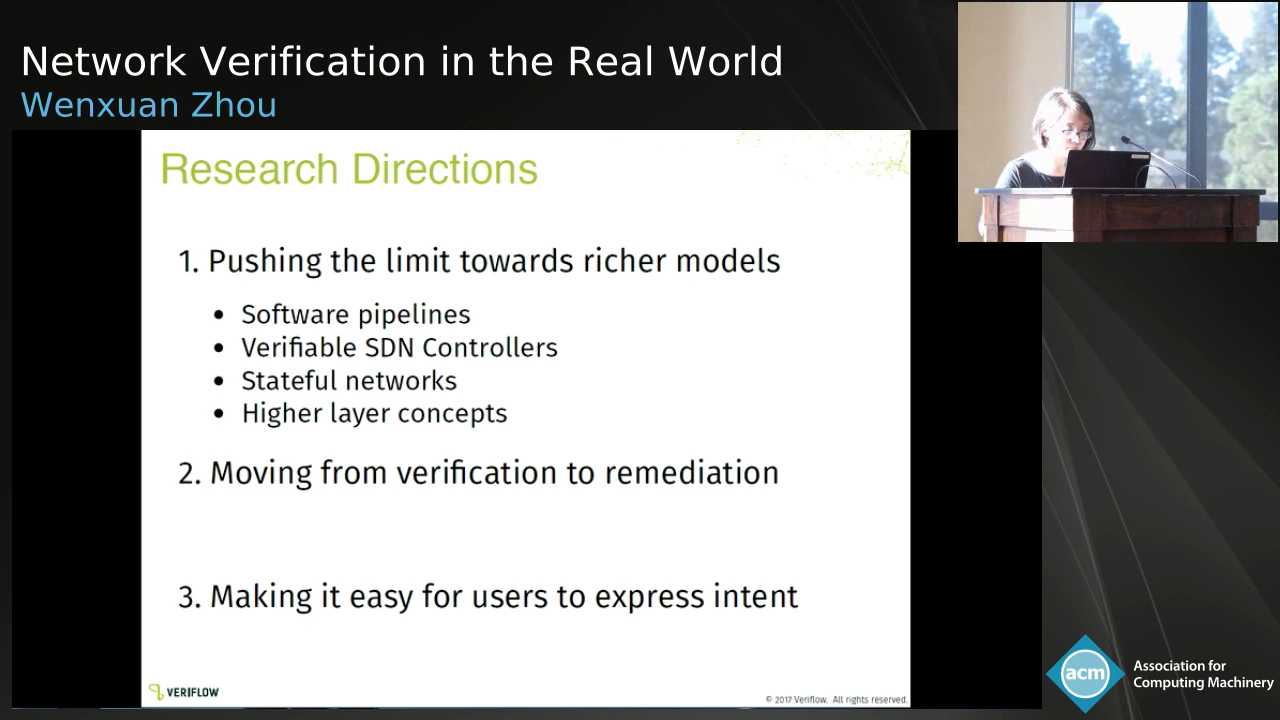 Network Verification in the Real World
Wenxuan Zhou
Research Directions
1. Pushing the limit towards richer models
• Software pipelines
• Verifiable SDN Controllers
• Stateful networks
• Higher layer concepts
2. Moving from verification to remediation
3. Making it easy for users to express intent
VERIFLOW
© 2017 Veriflow. All rights reserved.
acm
Association for
Computing Machinery